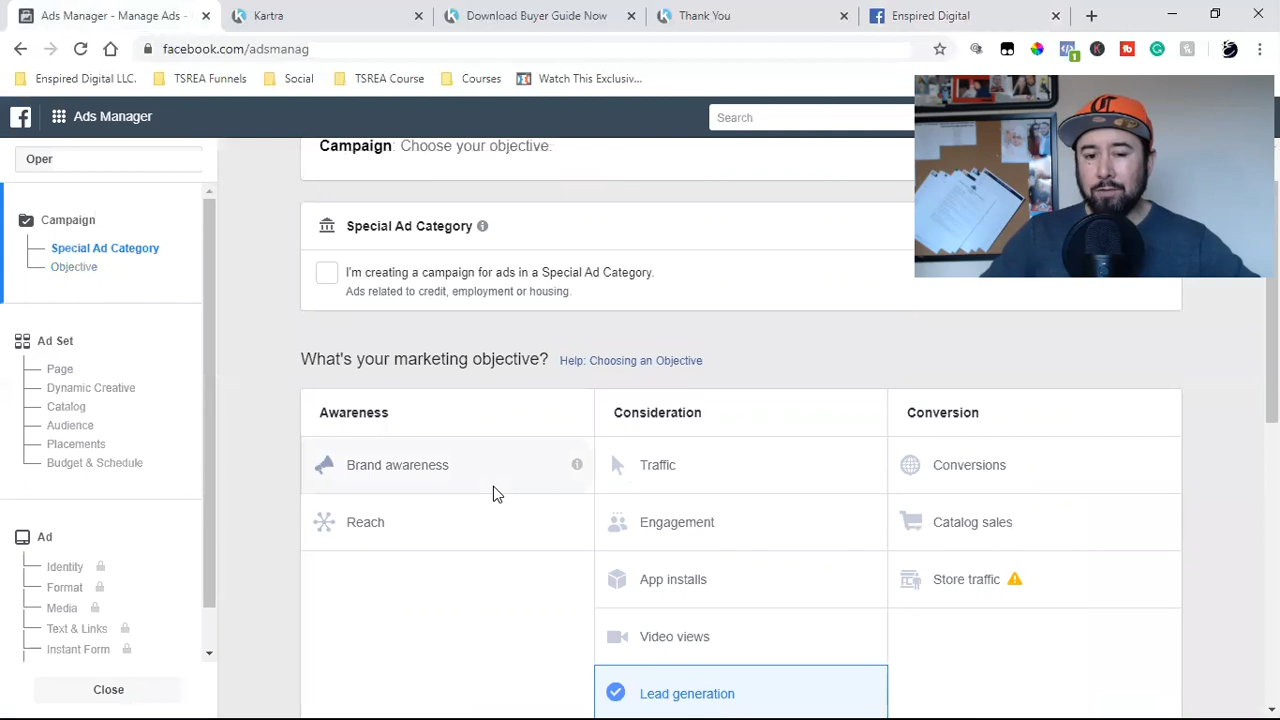 Ads Manager - Manage Ads -
Kartra
Download Buyer Guide Now
Thank You
Enspired Digital
facebook.com/adsmanag
1
Enspired Digital LLC.
TSREA Funnels
Social
TSREA Course
Courses
Watch This Exclusiv...
Ads Manager
Search
Oper
Campaign
Special Ad Category
Objective
Ad Set
Page
Dynamic Creative
Catalog
Audience
Placements
Budget & Schedule
Ad
Identity
Format
Media
Text & Links
Instant Form
Close
Campaign: Choose your objective.
Special Ad Category
I'm creating a campaign for ads in a Special Ad Category.
Ads related to credit, employment or housing.
What's your marketing objective? Help: Choosing an Objective
Awareness
Consideration
Conversion
Brand awareness
Traffic
Conversions
Reach
Engagement
Catalog sales
App installs
Store traffic
Video views
Lead generation